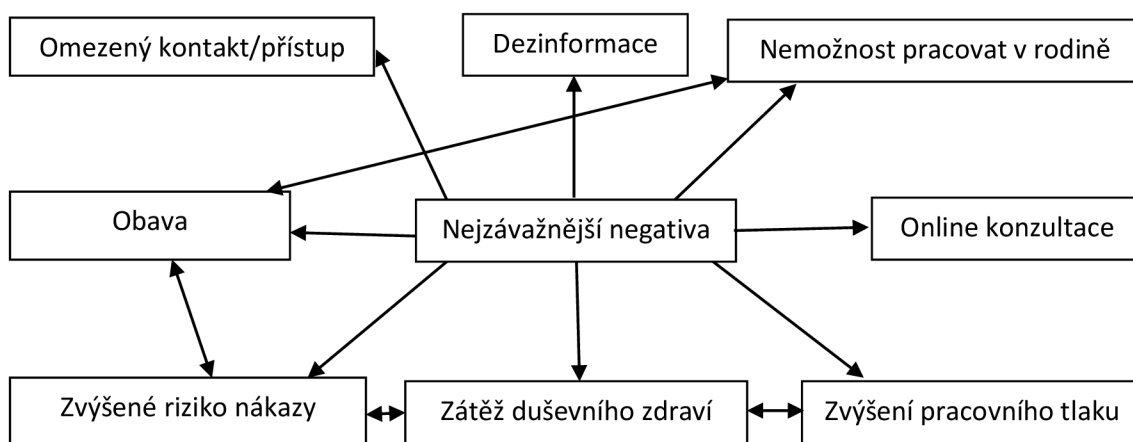 Omezený kontakt/přístup
Dezinformace
Nemožnost pracovat v rodině
Obava
Nejzávažnější negativa
Online konzultace
Zvýšené riziko nákazy
Zátěž duševního zdraví
Zvýšení pracovního tlaku